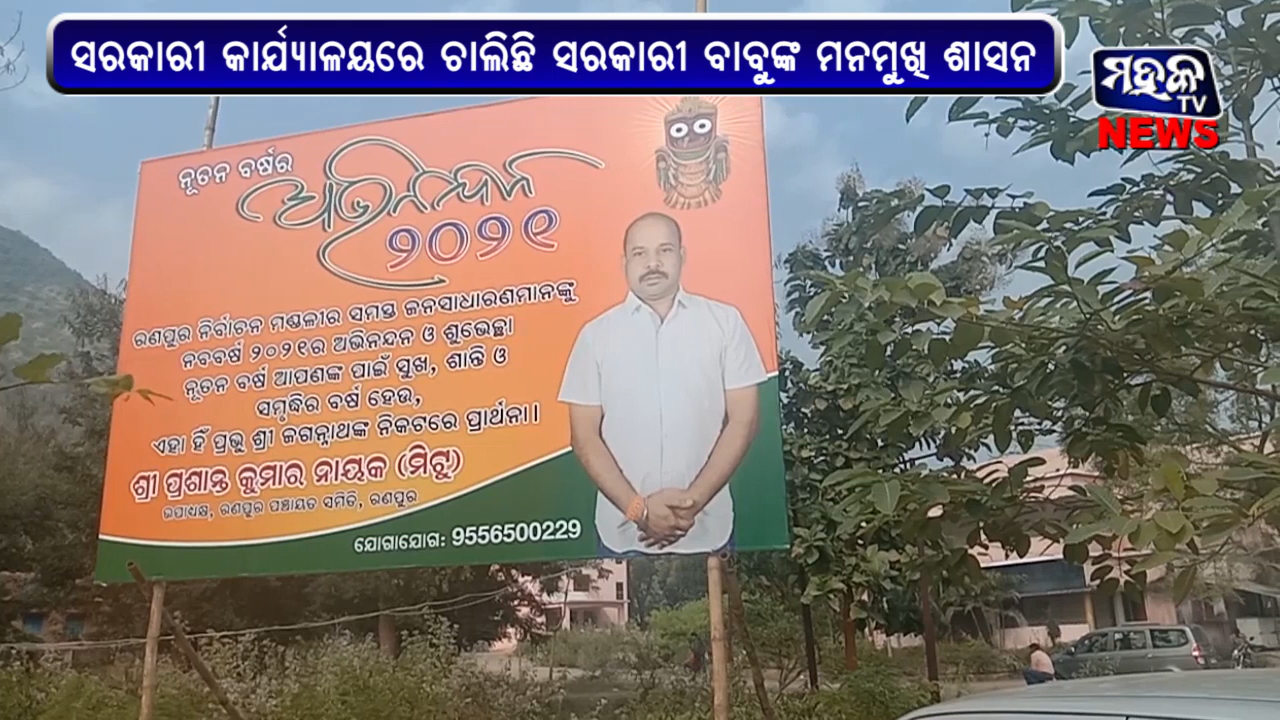 ସରକାରୀ କାର୍ଯ୍ୟାଳୟରେ ଚାଲିଛି ସରକାରୀ ବାବୁଙ୍କ ମନମୁଖି ଶାସନ
ମହକ
TV
NEWS
ନୂତନ ବର୍ଷର
ଅଭିନନ୍ଦନ
୨୦୨୧
ରଣପୁର ନିର୍ବାଚନ ମଣ୍ଡଳୀର ସମସ୍ତ ଜନସାଧାରଣମାନଙ୍କୁ
ନବବର୍ଷ ୨୦୨୧ର ଅଭିନନ୍ଦନ ଓ ଶୁଭେଚ୍ଛା
ନୂତନ ବର୍ଷ ଆପଣଙ୍କ ପାଇଁ ସୁଖ, ଶାନ୍ତି ଓ
ସମୃଦ୍ଧିର ବର୍ଷ ହେଉ,
ଏହା ହିଁ ପ୍ରଭୁ ଶ୍ରୀ ଜଗନ୍ନାଥଙ୍କ ନିକଟରେ ପ୍ରାର୍ଥନା।
ଶ୍ରୀ ପ୍ରଶାନ୍ତ କୁମାର ନାୟକ (ମିଟୁ)
ଉପାଧ୍ୟକ୍ଷ, ରଣପୁର ପଞ୍ଚାୟତ ସମିତି, ରଣପୁର
ଯୋଗାଯୋଗ: 9556500229